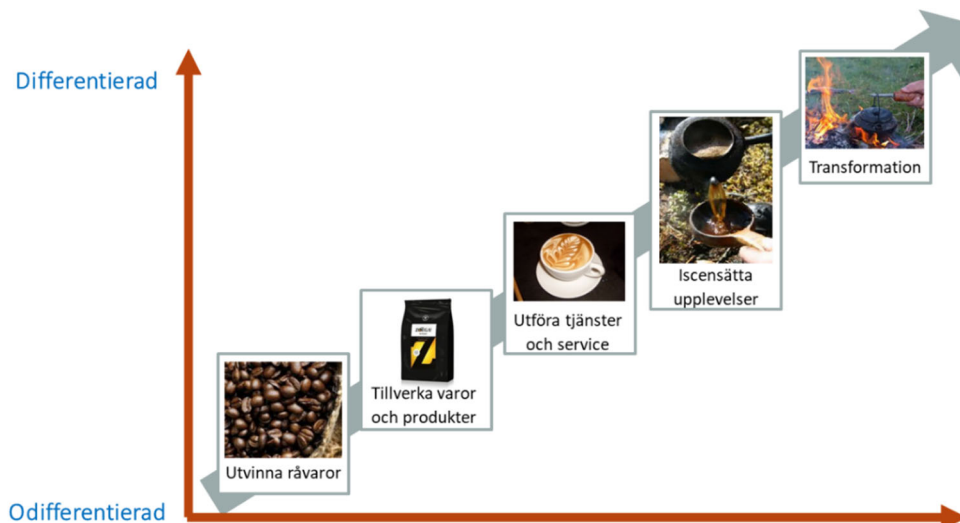 Differentierad
Transformation
Iscensätta
upplevelser
Utföra tjänster
och service
Tillverka varor
och produkter
Utvinna råvaror
Odifferentierad